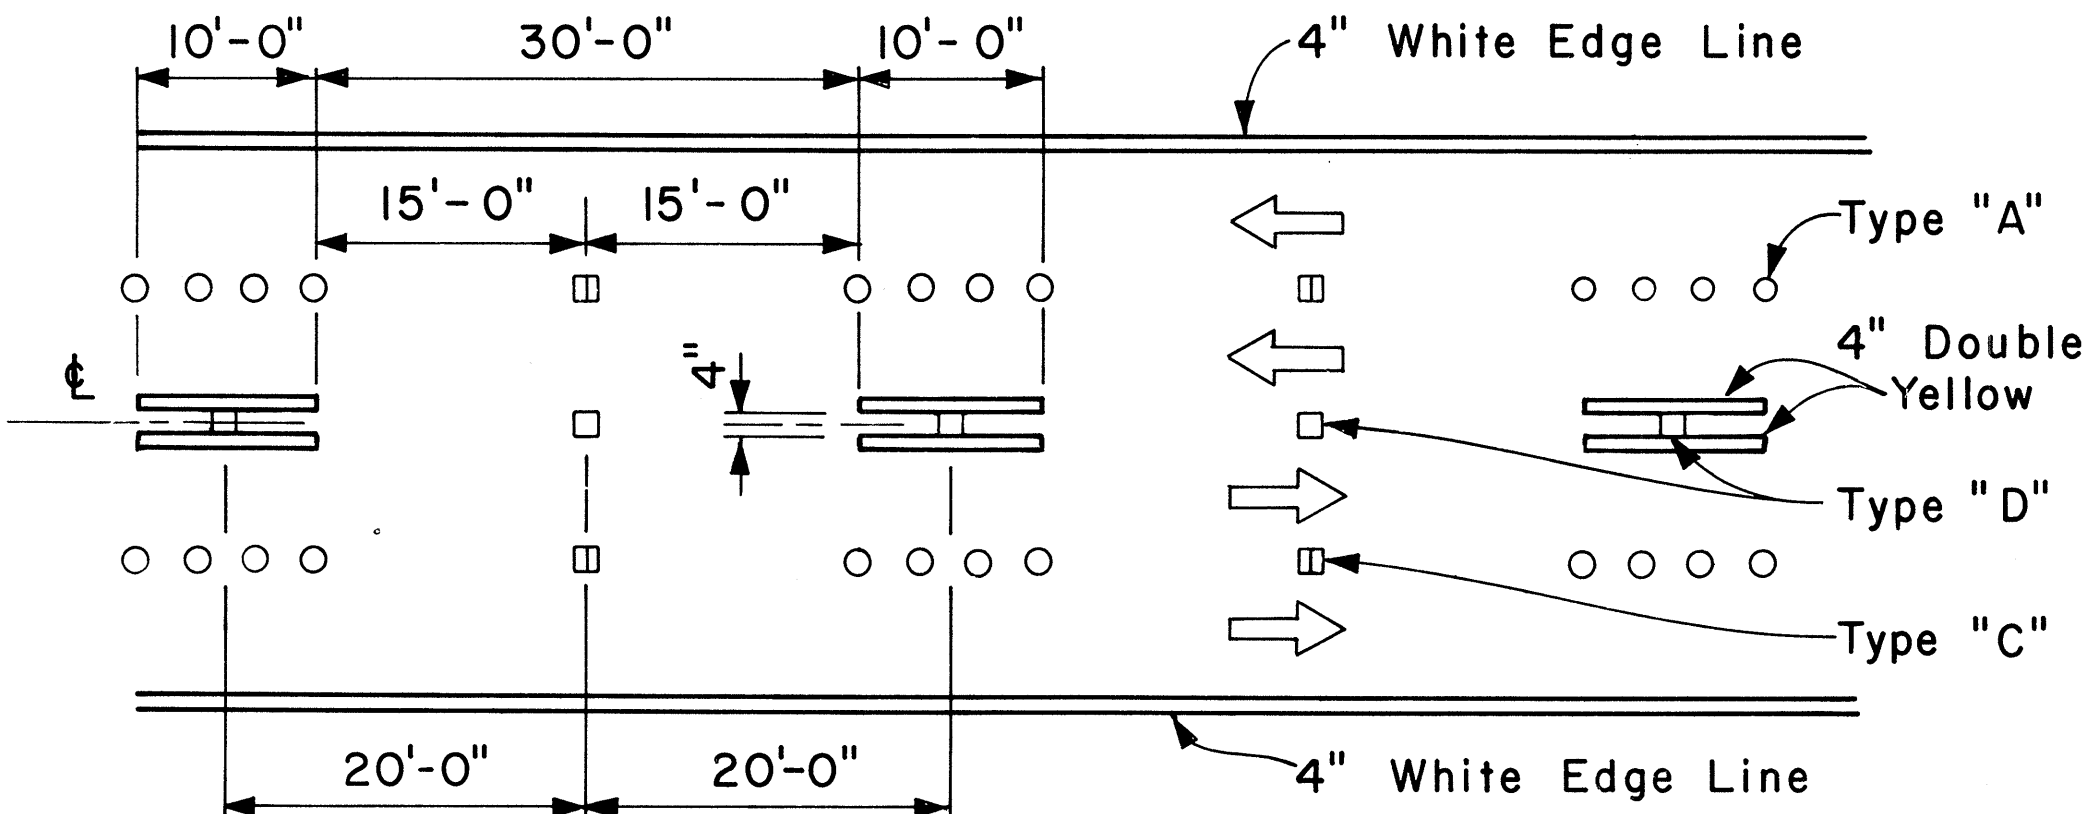 10'-0"
30'-0"
10'-0"
4" White Edge Line
15'-0"
15'-0"
Type "A"
4" Double
Yellow
℄
4"
Type "D"
Type "C"
20'-0"
20'-0"
4" White Edge Line